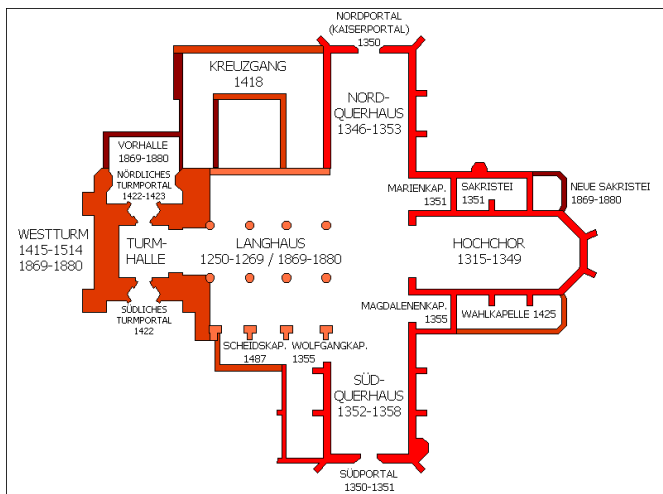 NORDPORTAL
(KAISERPORTAL)
1350
KREUZGANG
1418
NORD-
QUERHAUS
1346-1353
VORHALLE
1869-1880
NÖRDLICHES
TURMPORTAL
1422-1423
MARIENKAP.
1351
SAKRISTEI
1351
NEUE SAKRISTEI
1869-1880
WESTTURM
1415-1514
1869-1880
TURM-
HALLE
LANGHAUS
1250-1269 / 1869-1880
HOCHCHOR
1315-1349
SÜDLICHES
TURMPORTAL
1422
MAGDALENENKAP.
1355
WAHLKAPELLE 1425
SCHEIDSKAP.
1487
WOLFGANGKAP.
1355
SÜD-
QUERHAUS
1352-1358
SÜDPORTAL
1350-1351